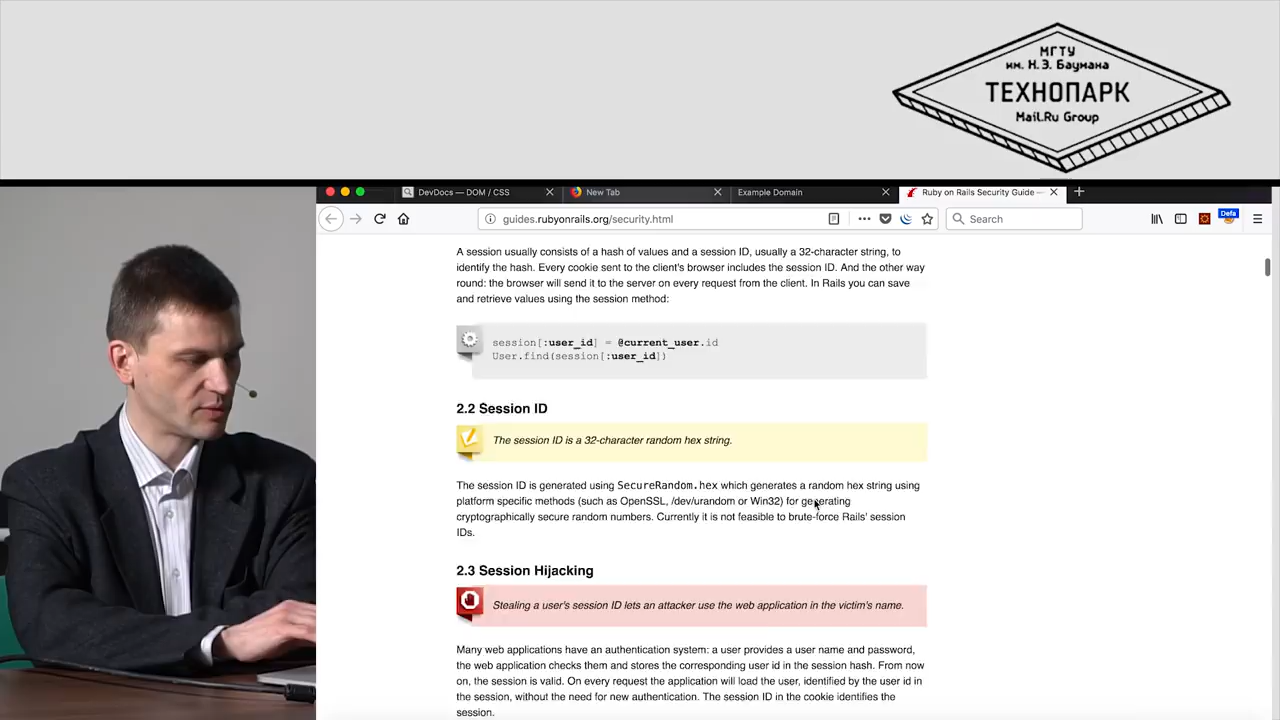 МГТУ
им. Н.Э. Баумана
ТЕХНОПАРК
Mail.Ru Group
DevDocs — DOM / CSS
New Tab
Example Domain
Ruby on Rails Security Guide —
guides.rubyonrails.org/security.html
Search
Defa
A session usually consists of a hash of values and a session ID, usually a 32-character string, to
identify the hash. Every cookie sent to the client's browser includes the session ID. And the other way
round: the browser will send it to the server on every request from the client. In Rails you can save
and retrieve values using the session method:
session[:user_id] = @current_user.id
User.find(session[:user_id])
2.2 Session ID
The session ID is a 32-character random hex string.
The session ID is generated using SecureRandom.hex which generates a random hex string using
platform specific methods (such as OpenSSL, /dev/urandom or Win32) for generating
cryptographically secure random numbers. Currently it is not feasible to brute-force Rails' session
IDs.
2.3 Session Hijacking
Stealing a user's session ID lets an attacker use the web application in the victim's name.
Many web applications have an authentication system: a user provides a user name and password,
the web application checks them and stores the corresponding user id in the session hash. From now
on, the session is valid. On every request the application will load the user, identified by the user id in
the session, without the need for new authentication. The session ID in the cookie identifies the
session.